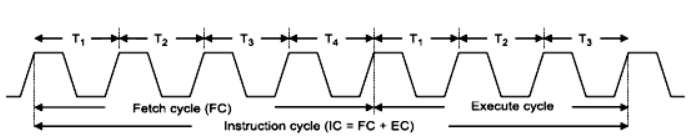 T1 T2 T3 T4 T1 T2 T3
Fetch cycle (FC) Execute cycle
Instruction cycle (IC = FC + EC)